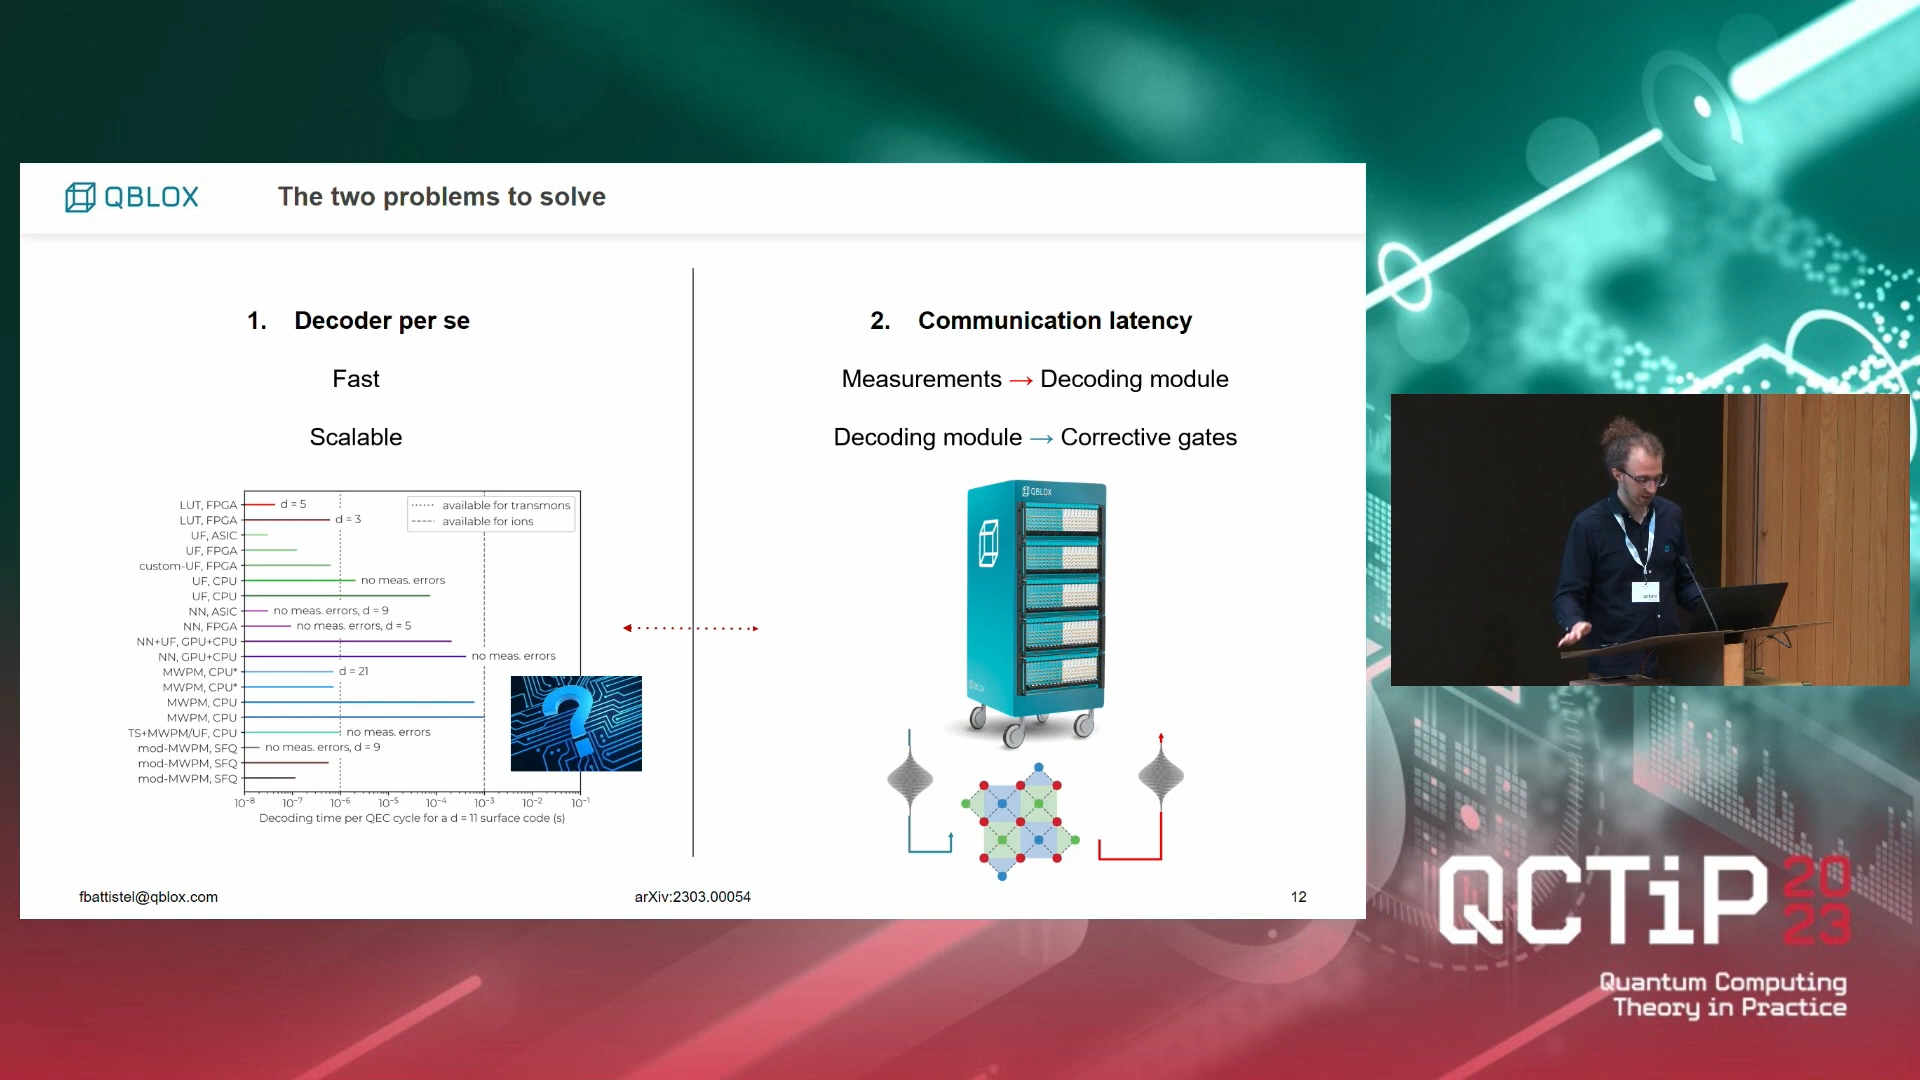 QBLOX
The two problems to solve
1. Decoder per se
Fast
Scalable
LUT, FPGA
d = 5
LUT, FPGA
d = 3
UF, ASIC
UF, FPGA
custom-UF, FPGA
UF, CPU
no meas. errors
UF, CPU
NN, ASIC
no meas. errors, d = 9
NN, FPGA
no meas. errors, d = 5
NN+UF, GPU+CPU
NN, GPU+CPU
no meas. errors
MWPM, CPU*
d = 21
MWPM, CPU*
MWPM, CPU
MWPM, CPU
TS+MWPM/UF, CPU
no meas. errors
mod-MWPM, SFQ
no meas. errors, d = 9
mod-MWPM, SFQ
mod-MWPM, SFQ
available for transmons
available for ions
10⁻⁸ 10⁻⁷ 10⁻⁶ 10⁻⁵ 10⁻⁴ 10⁻³ 10⁻² 10⁻¹
Decoding time per QEC cycle for a d = 11 surface code (s)
2. Communication latency
Measurements → Decoding module
Decoding module → Corrective gates
QBLOX
fbattistel@qblox.com
arXiv:2303.00054
12
QCTiP 2023
Quantum Computing
Theory in Practice